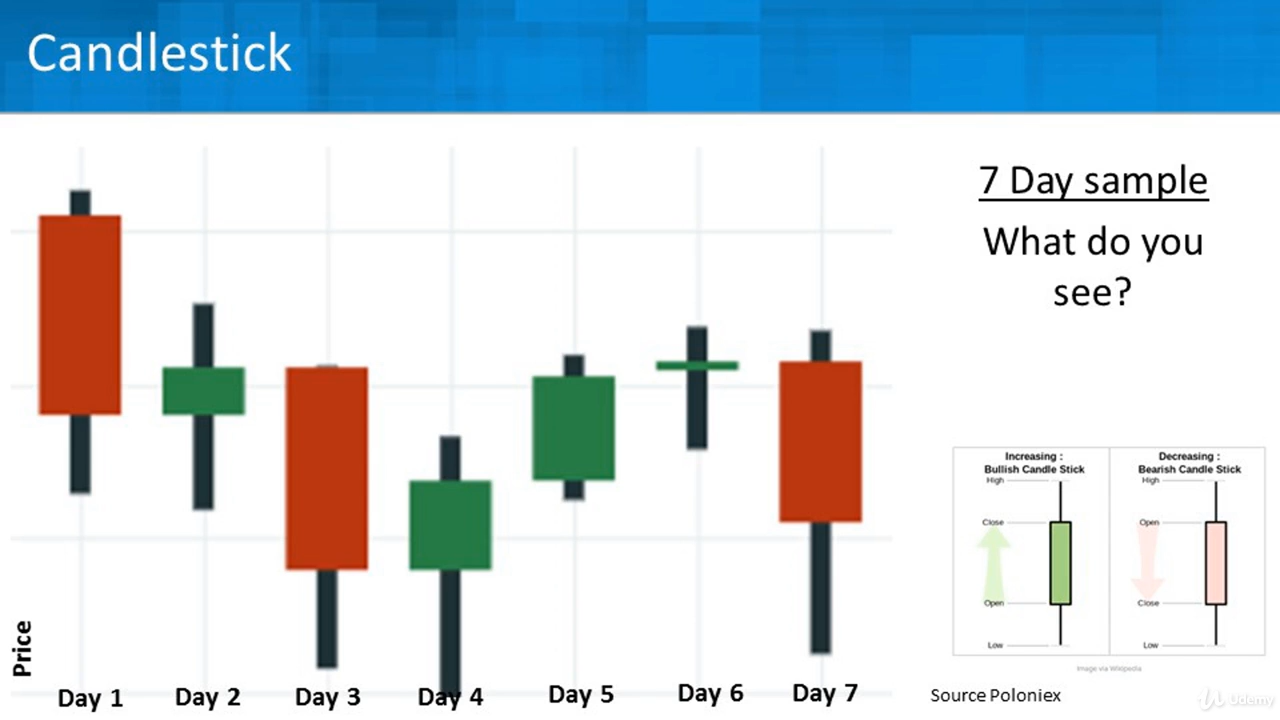 Candlestick
7 Day sample
What do you
see?
Increasing :
Bullish Candle Stick
High
Close
Open
Low
Decreasing :
Bearish Candle Stick
High
Open
Close
Low
Image via Wikipedia
Price
Day 1
Day 2
Day 3
Day 4
Day 5
Day 6
Day 7
Source Poloniex
Udemy